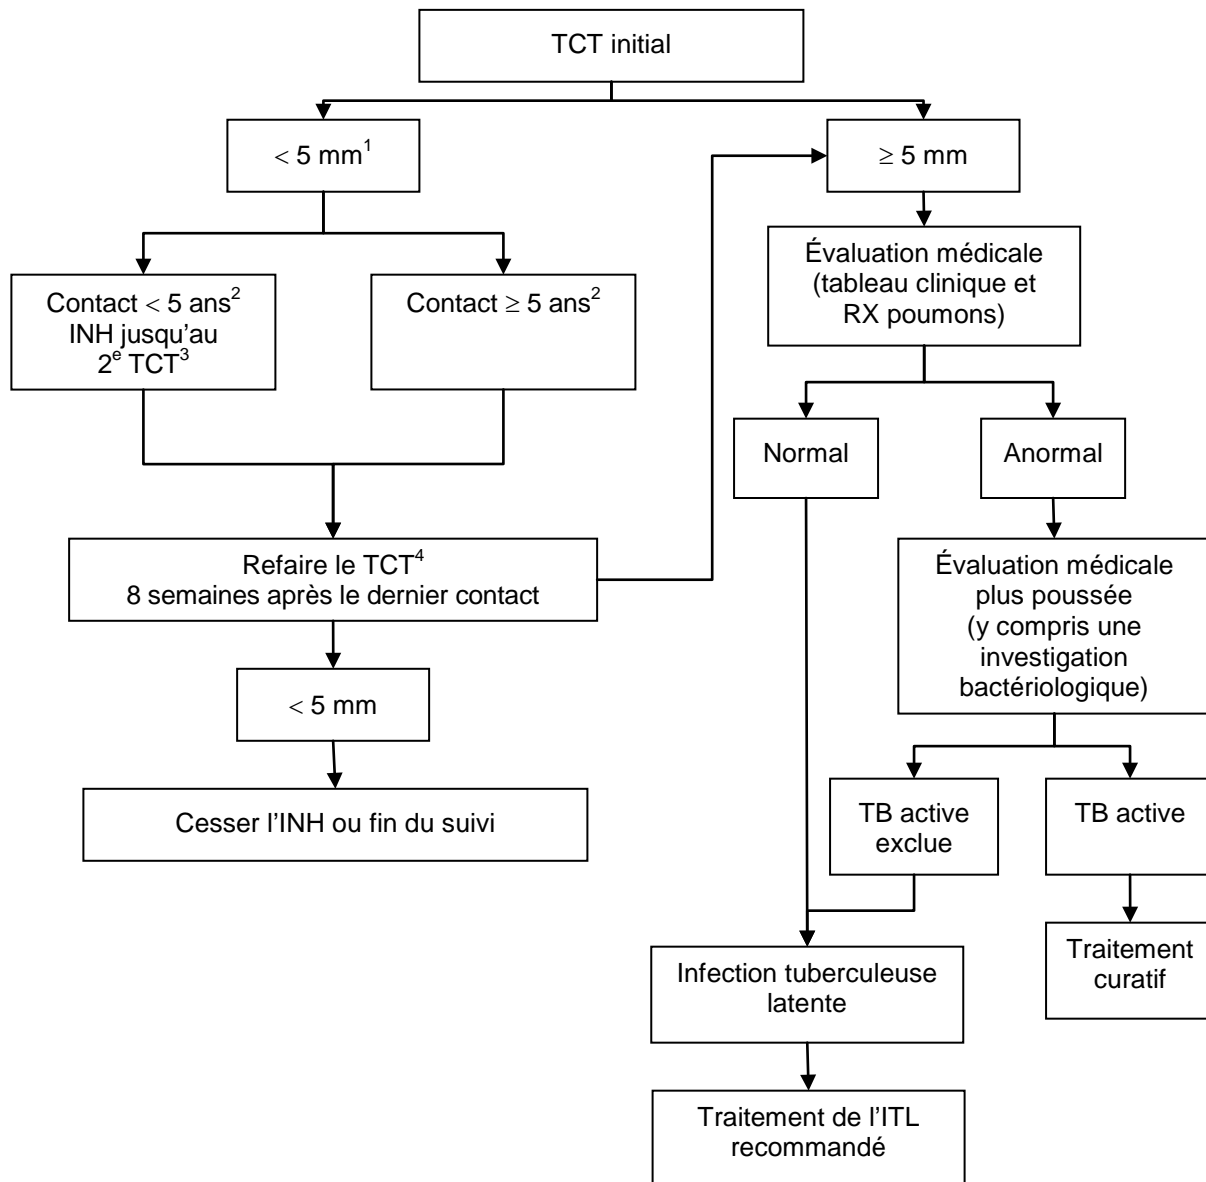 TCT initial
< 5 mm¹
≥ 5 mm
Contact < 5 ans²
INH jusqu'au
2ᵉ TCT³
Contact ≥ 5 ans²
Évaluation médicale
(tableau clinique et
RX poumons)
Normal
Anormal
Refaire le TCT⁴
8 semaines après le dernier contact
Évaluation médicale
plus poussée
(y compris une
investigation
bactériologique)
< 5 mm
Cesser l'INH ou fin du suivi
TB active
exclue
TB active
Infection tuberculeuse
latente
Traitement
curatif
Traitement de l'ITL
recommandé